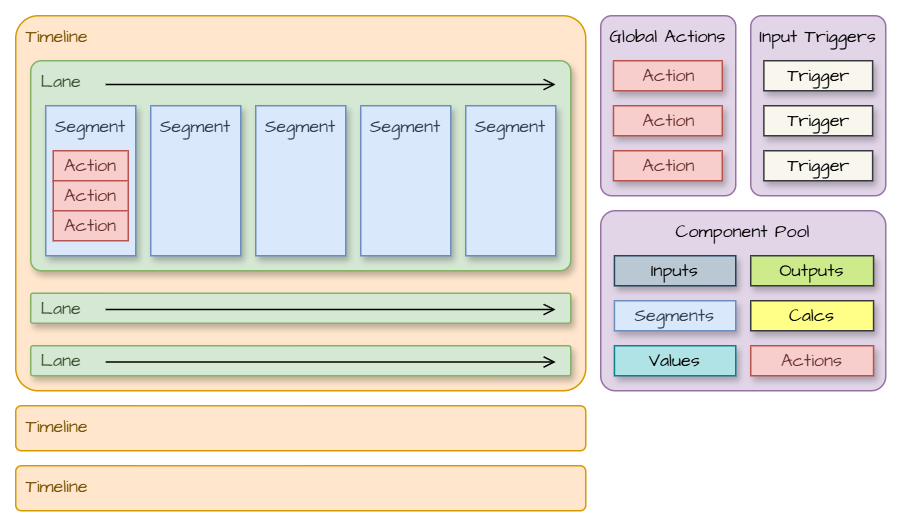 Timeline
Lane
Segment Segment Segment Segment Segment
Action
Action
Action
Lane
Lane
Timeline
Timeline
Global Actions
Action
Action
Action
Input Triggers
Trigger
Trigger
Trigger
Component Pool
Inputs Outputs
Segments Calcs
Values Actions